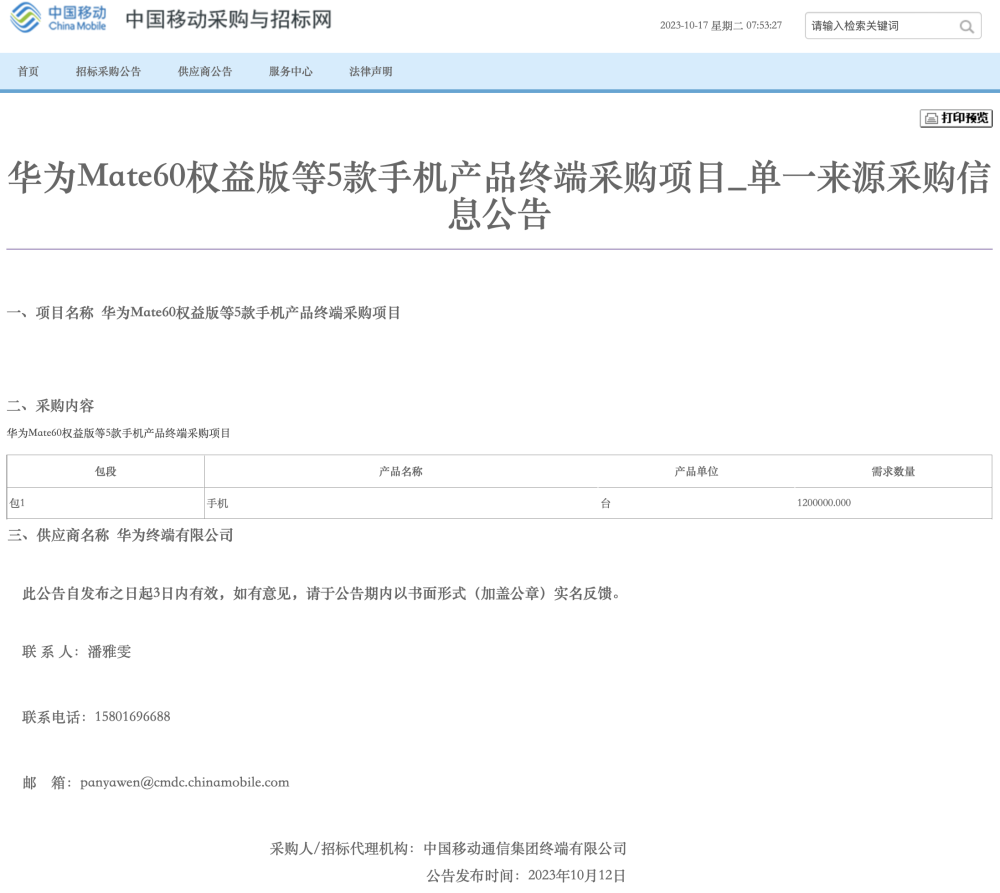 中国移动
China Mobile
中国移动采购与招标网
2023-10-17 星期二 07:53:27
请输入检索关键词
首页 招标采购公告 供应商公告 服务中心 法律声明
打印预览
华为Mate60权益版等5款手机产品终端采购项目_单一来源采购信
息公告
一、项目名称 华为Mate60权益版等5款手机产品终端采购项目
二、采购内容
华为Mate60权益版等5款手机产品终端采购项目
包段 产品名称 产品单位 需求数量
包1 手机 台 1200000.000
三、供应商名称 华为终端有限公司
此公告自发布之日起3日内有效，如有意见，请于公告期内以书面形式（加盖公章）实名反馈。
联 系 人：潘雅雯
联系电话：15801696688
邮 箱：panyawen@cmdc.chinamobile.com
采购人/招标代理机构：中国移动通信集团终端有限公司
公告发布时间：2023年10月12日